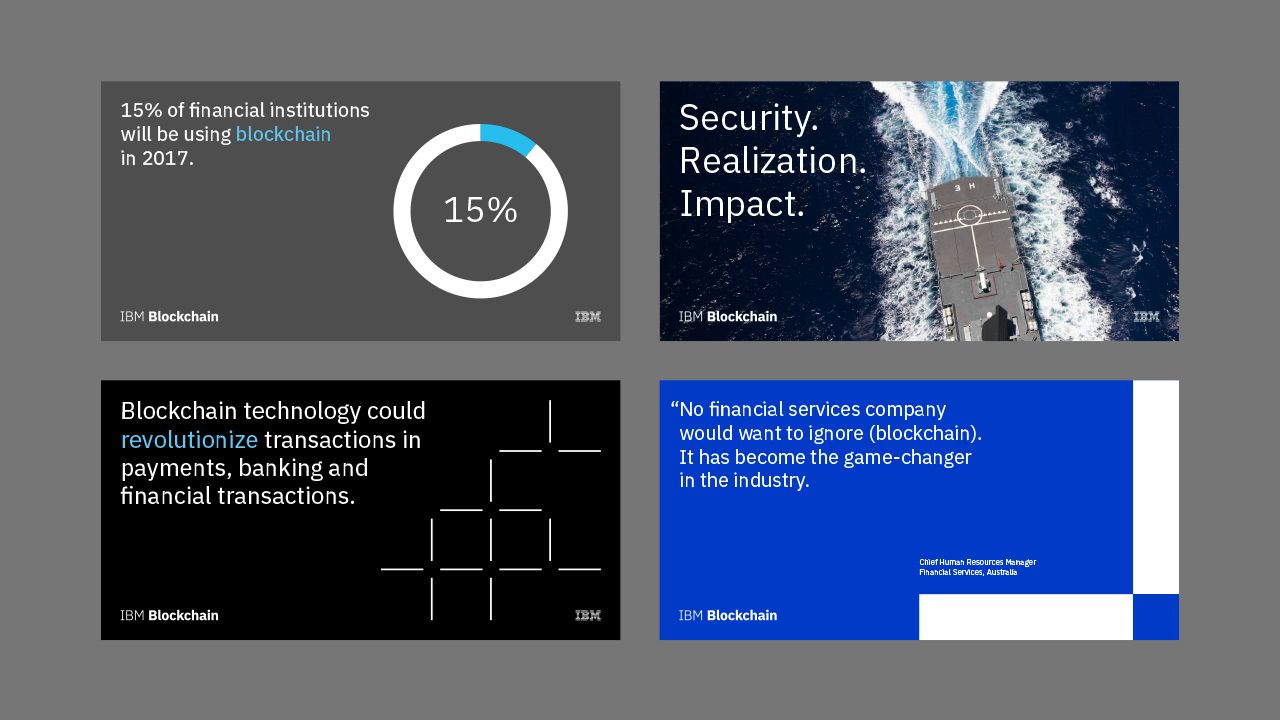 15% of financial institutions
will be using blockchain
in 2017.
15%
IBM Blockchain
IBM
Security.
Realization.
Impact.
H 3
IBM Blockchain
IBM
Blockchain technology could
revolutionize transactions in
payments, banking and
financial transactions.
IBM Blockchain
IBM
“No financial services company
would want to ignore (blockchain).
It has become the game-changer
in the industry.
Chief Human Resources Manager
Financial Services, Australia
IBM Blockchain